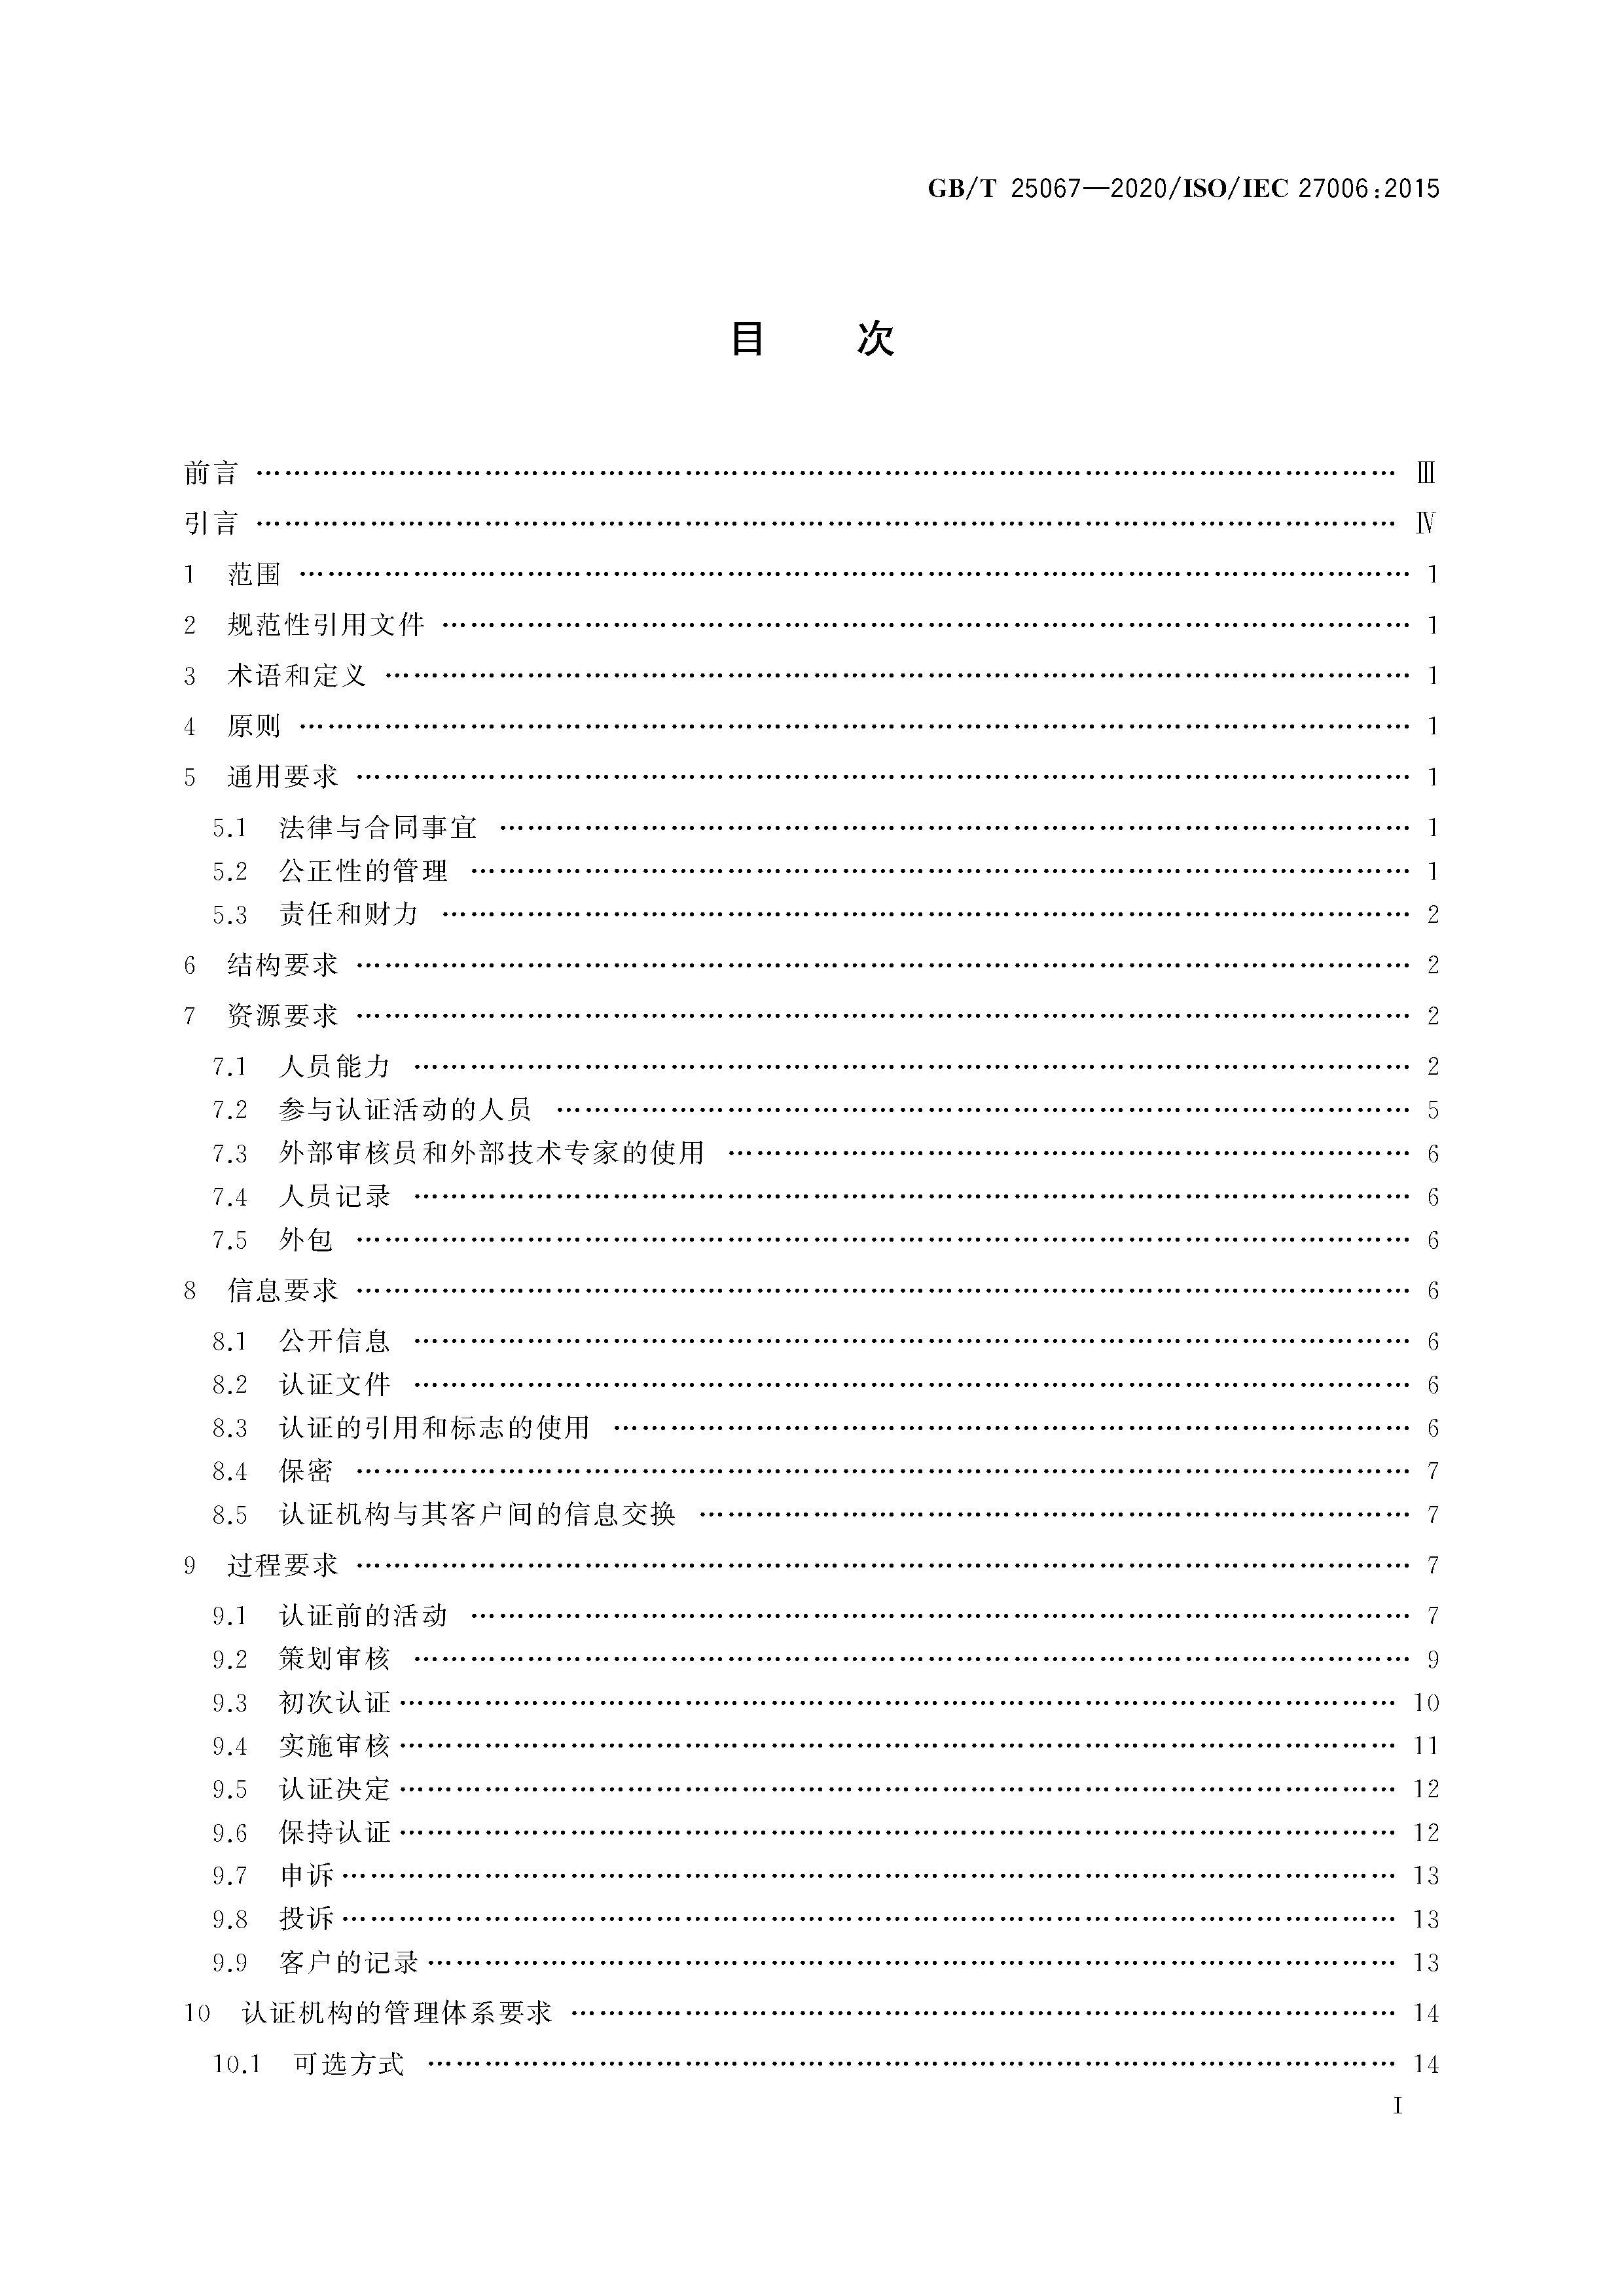 GB/T 25067—2020/ISO/IEC 27006:2015
目 次
前言 …… Ⅲ
引言 …… Ⅳ
1 范围 …… 1
2 规范性引用文件 …… 1
3 术语和定义 …… 1
4 原则 …… 1
5 通用要求 …… 1
5.1 法律与合同事宜 …… 1
5.2 公正性的管理 …… 1
5.3 责任和财力 …… 2
6 结构要求 …… 2
7 资源要求 …… 2
7.1 人员能力 …… 2
7.2 参与认证活动的人员 …… 5
7.3 外部审核员和外部技术专家的使用 …… 6
7.4 人员记录 …… 6
7.5 外包 …… 6
8 信息要求 …… 6
8.1 公开信息 …… 6
8.2 认证文件 …… 6
8.3 认证的引用和标志的使用 …… 6
8.4 保密 …… 7
8.5 认证机构与其客户间的信息交换 …… 7
9 过程要求 …… 7
9.1 认证前的活动 …… 7
9.2 策划审核 …… 9
9.3 初次认证 …… 10
9.4 实施审核 …… 11
9.5 认证决定 …… 12
9.6 保持认证 …… 12
9.7 申诉 …… 13
9.8 投诉 …… 13
9.9 客户的记录 …… 13
10 认证机构的管理体系要求 …… 14
10.1 可选方式 …… 14
Ⅰ